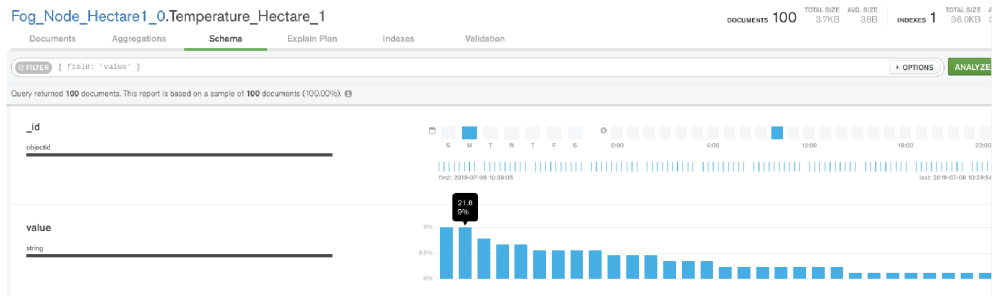 Fog_Node_Hectare1_0.Temperature_Hectare_1
DOCUMENTS 100 TOTAL SIZE 3.7KB AVG. SIZE 38B INDEXES 1 TOTAL SIZE 36.0KB
Documents Aggregations Schema Explain Plan Indexes Validation
FILTER { field: 'value' } OPTIONS ANALYZE
Query returned 100 documents. This report is based on a sample of 100 documents (100.00%).
_id
objectid
S M T W T F S 0:00 6:00 12:00 18:00 23:00
first: 2019-07-08 10:38:05 last: 2019-07-08 10:39:54
21.8
9%
value
string
9%
4.5%
0%